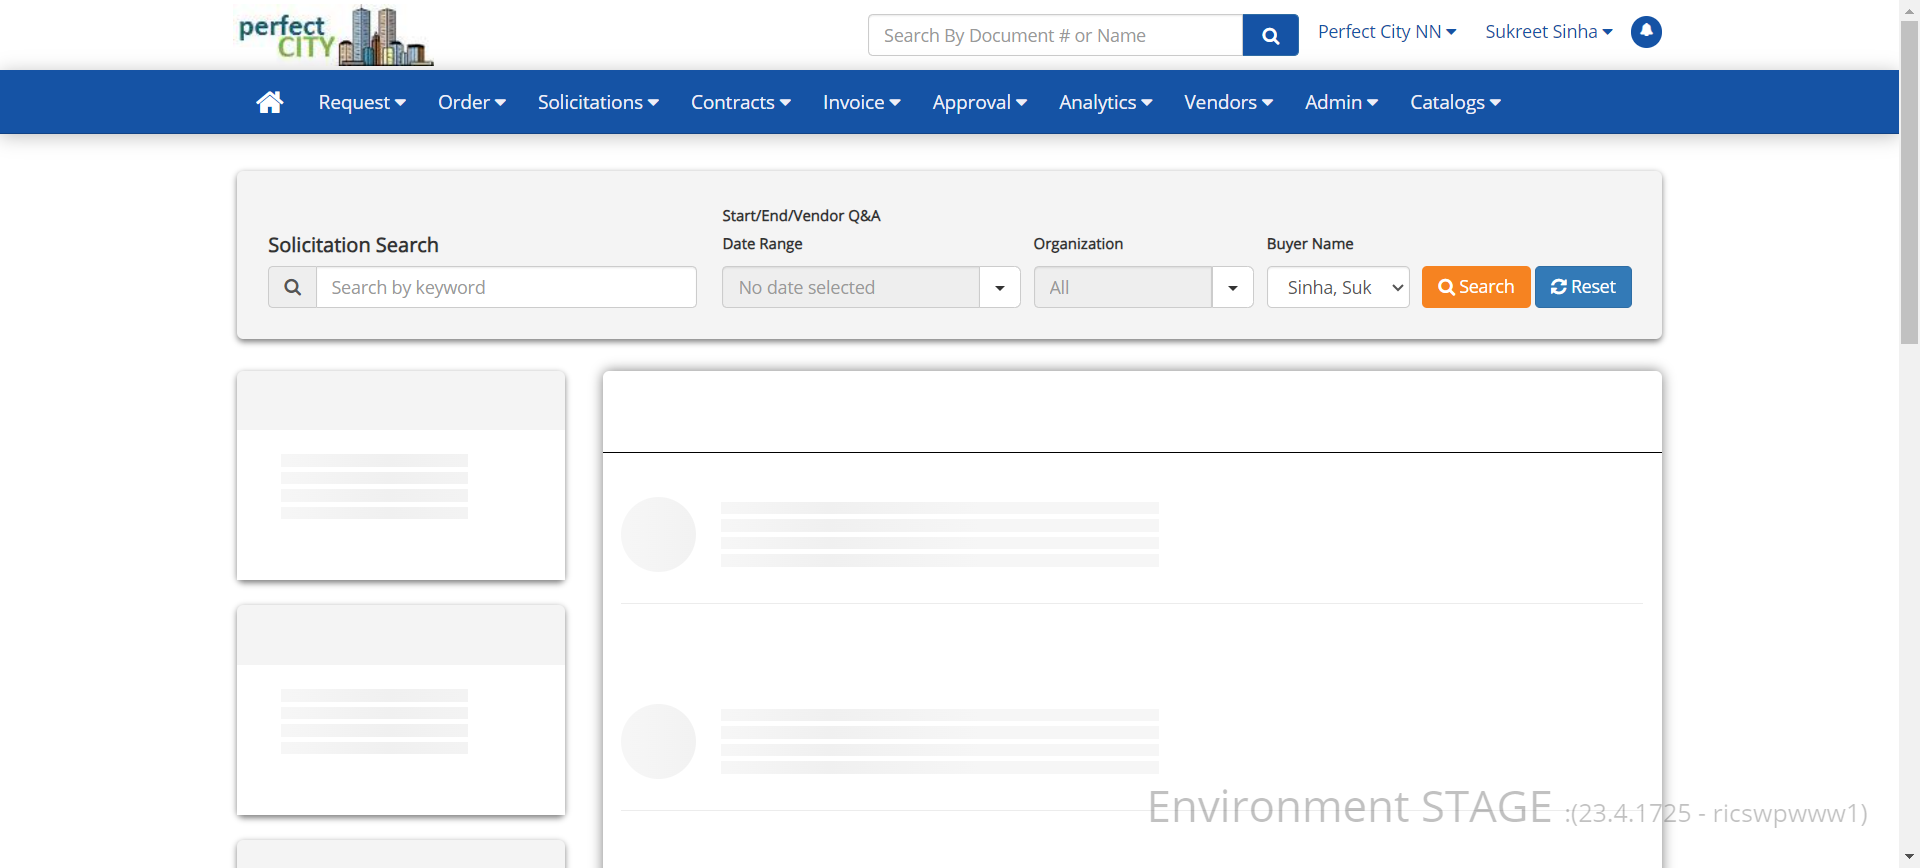 perfect
CITY
Search By Document # or Name
Perfect City NN
Sukreet Sinha
Request
Order
Solicitations
Contracts
Invoice
Approval
Analytics
Vendors
Admin
Catalogs
Solicitation Search
Search by keyword
Start/End/Vendor Q&A
Date Range
No date selected
Organization
All
Buyer Name
Sinha, Suk
Search
Reset
Environment STAGE :(23.4.1725 - ricswpwww1)